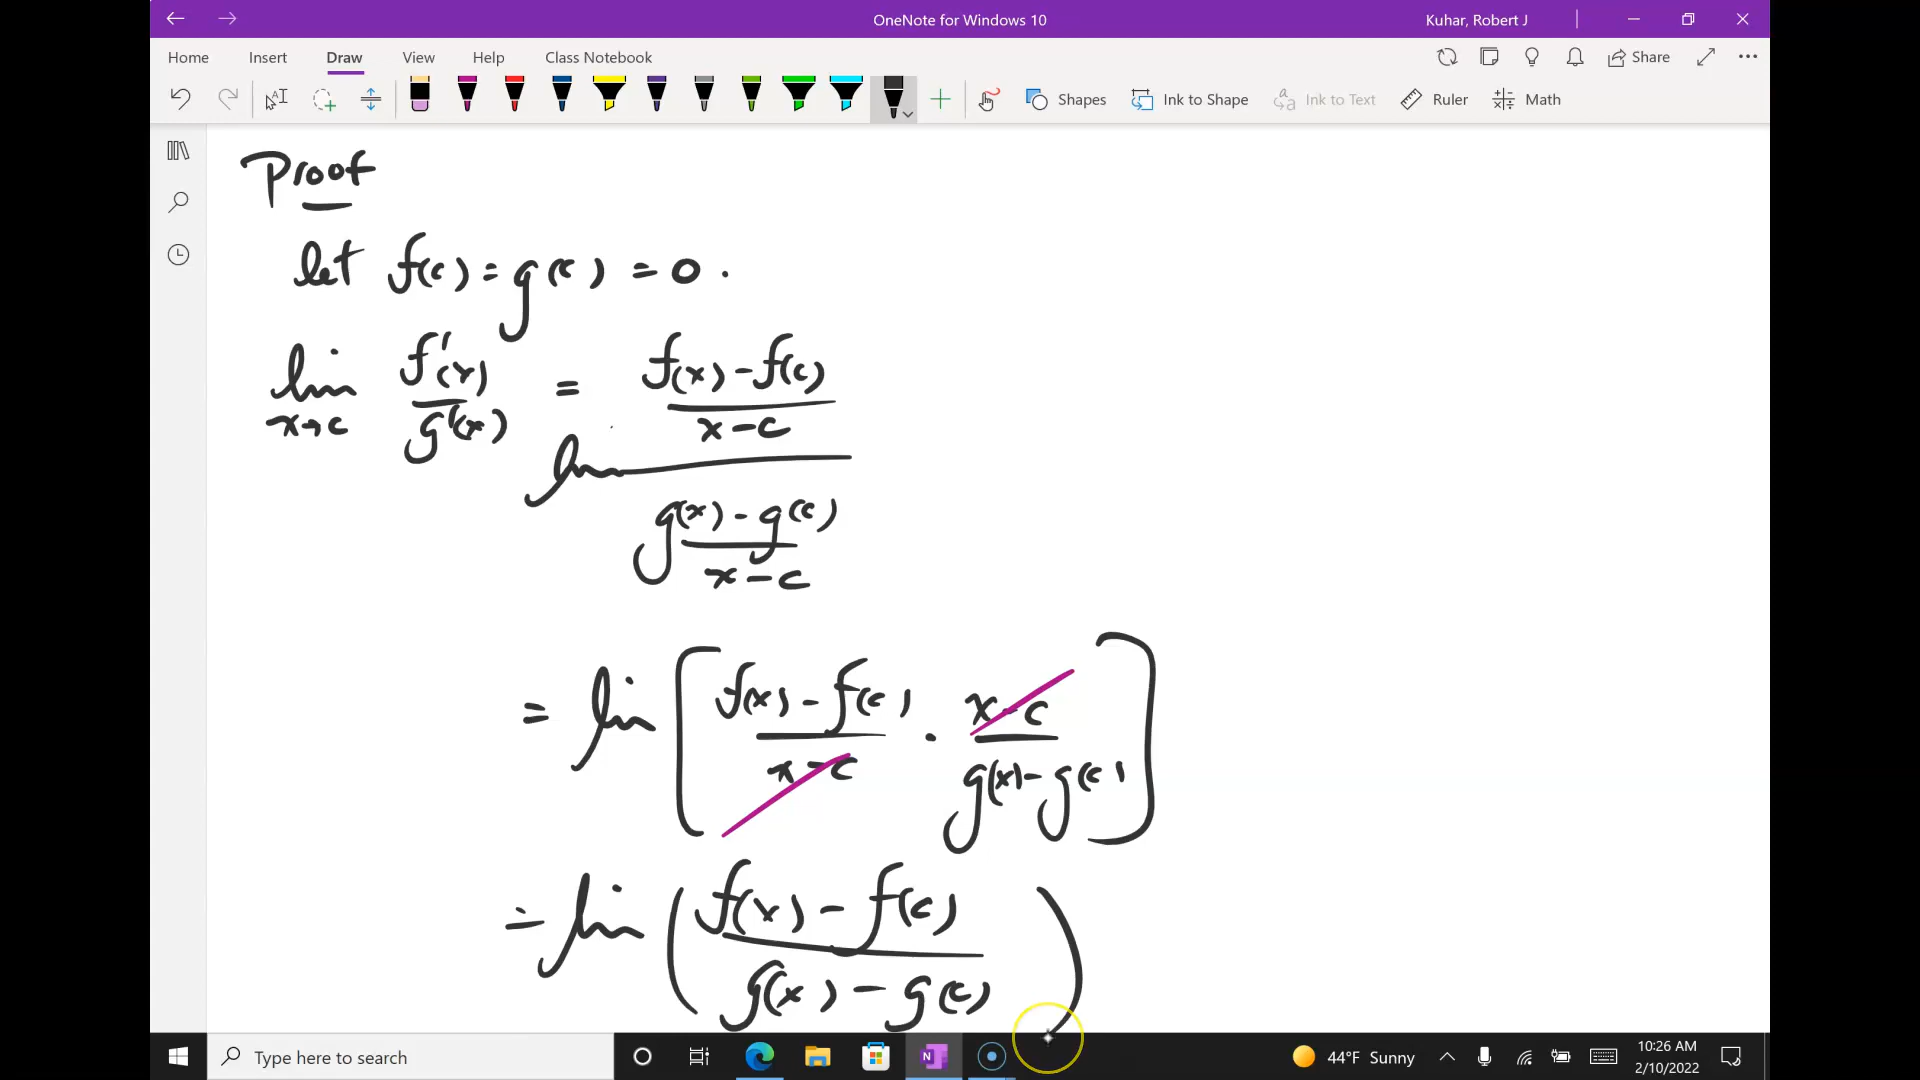 OneNote for Windows 10
Kuhar, Robert J
Home Insert Draw View Help Class Notebook
Share
Shapes Ink to Shape Ink to Text Ruler Math
Proof
let f(c) = g(c) = 0 .
lim x→c f'(x)/g'(x) = lim ((f(x) - f(c))/(x - c))/((g(x) - g(c))/(x - c))
= lim [ (f(x) - f(c))/(x - c) · (x - c)/(g(x) - g(c)) ]
= lim ( (f(x) - f(c))/(g(x) - g(c)) )
Type here to search
N
44°F Sunny
10:26 AM
2/10/2022